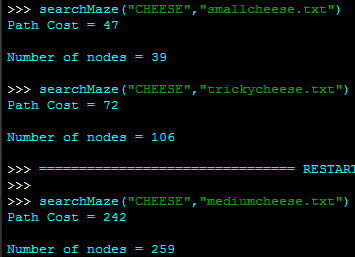 >>> searchMaze("CHEESE","smallcheese.txt")
Path Cost = 47
Number of nodes = 39
>>> searchMaze("CHEESE","trickycheese.txt")
Path Cost = 72
Number of nodes = 106
>>> ================================ RESTART
>>>
>>> searchMaze("CHEESE","mediumcheese.txt")
Path Cost = 242
Number of nodes = 259